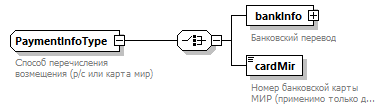 bankInfo
Банковский перевод
PaymentInfoType
Способ перечисления
возмещения (р/с или карта мир)
cardMir
Номер банковской карты
МИР (применимо только д...